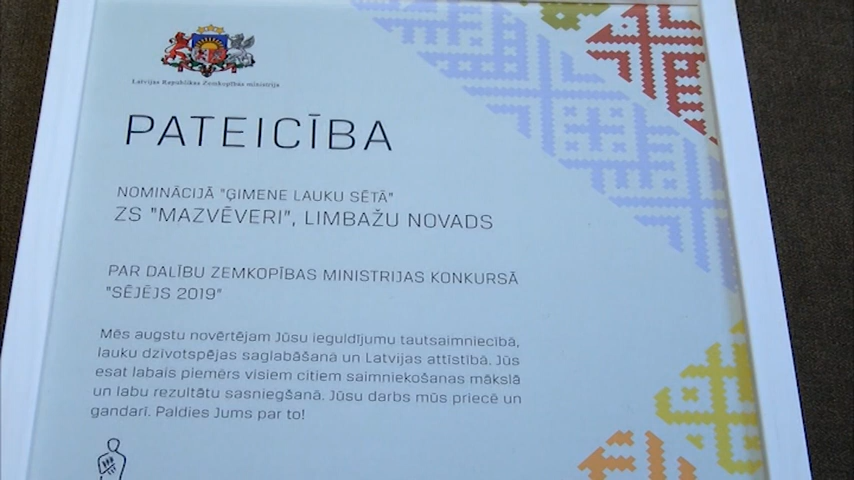 Latvijas Republikas Zemkopības ministrija
PATEICĪBA
NOMINĀCIJĀ "ĢIMENE LAUKU SĒTĀ"
ZS "MAZVĒVERI", LIMBAŽU NOVADS
PAR DALĪBU ZEMKOPĪBAS MINISTRIJAS KONKURSĀ
"SĒJĒJS 2019"
Mēs augstu novērtējam Jūsu ieguldījumu tautsaimniecībā,
lauku dzīvotspējas saglabāšanā un Latvijas attīstībā. Jūs
esat labais piemērs visiem citiem saimniekošanas mākslā
un labu rezultātu sasniegšanā. Jūsu darbs mūs priecē un
gandarī. Paldies Jums par to!